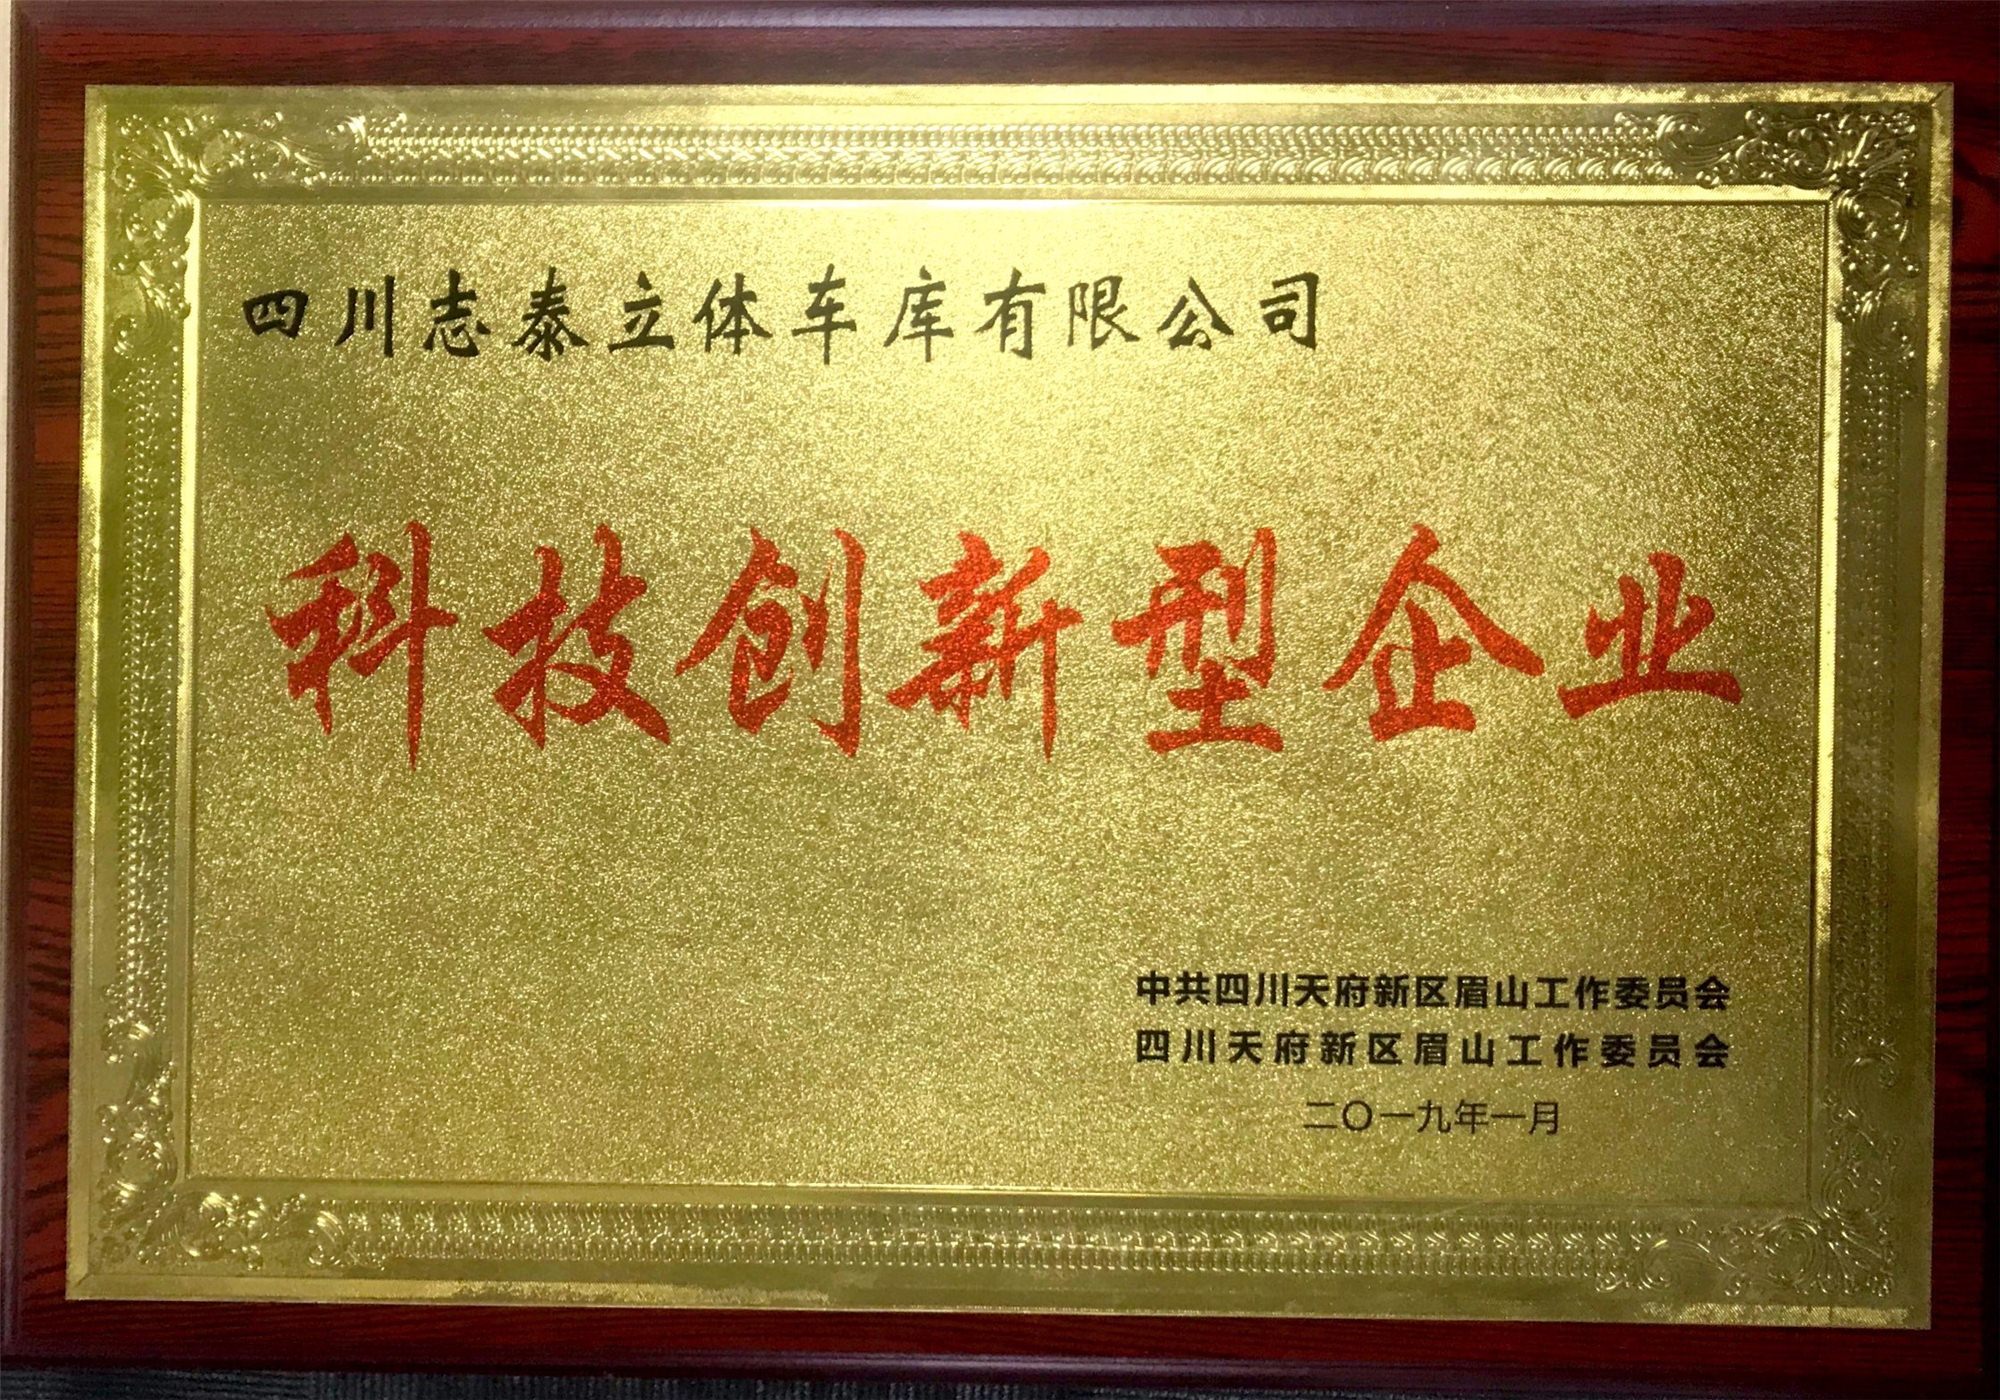 四川志泰立体车库有限公司
科技创新型企业
中共四川天府新区眉山工作委员会
四川天府新区眉山工作委员会
二〇一九年一月